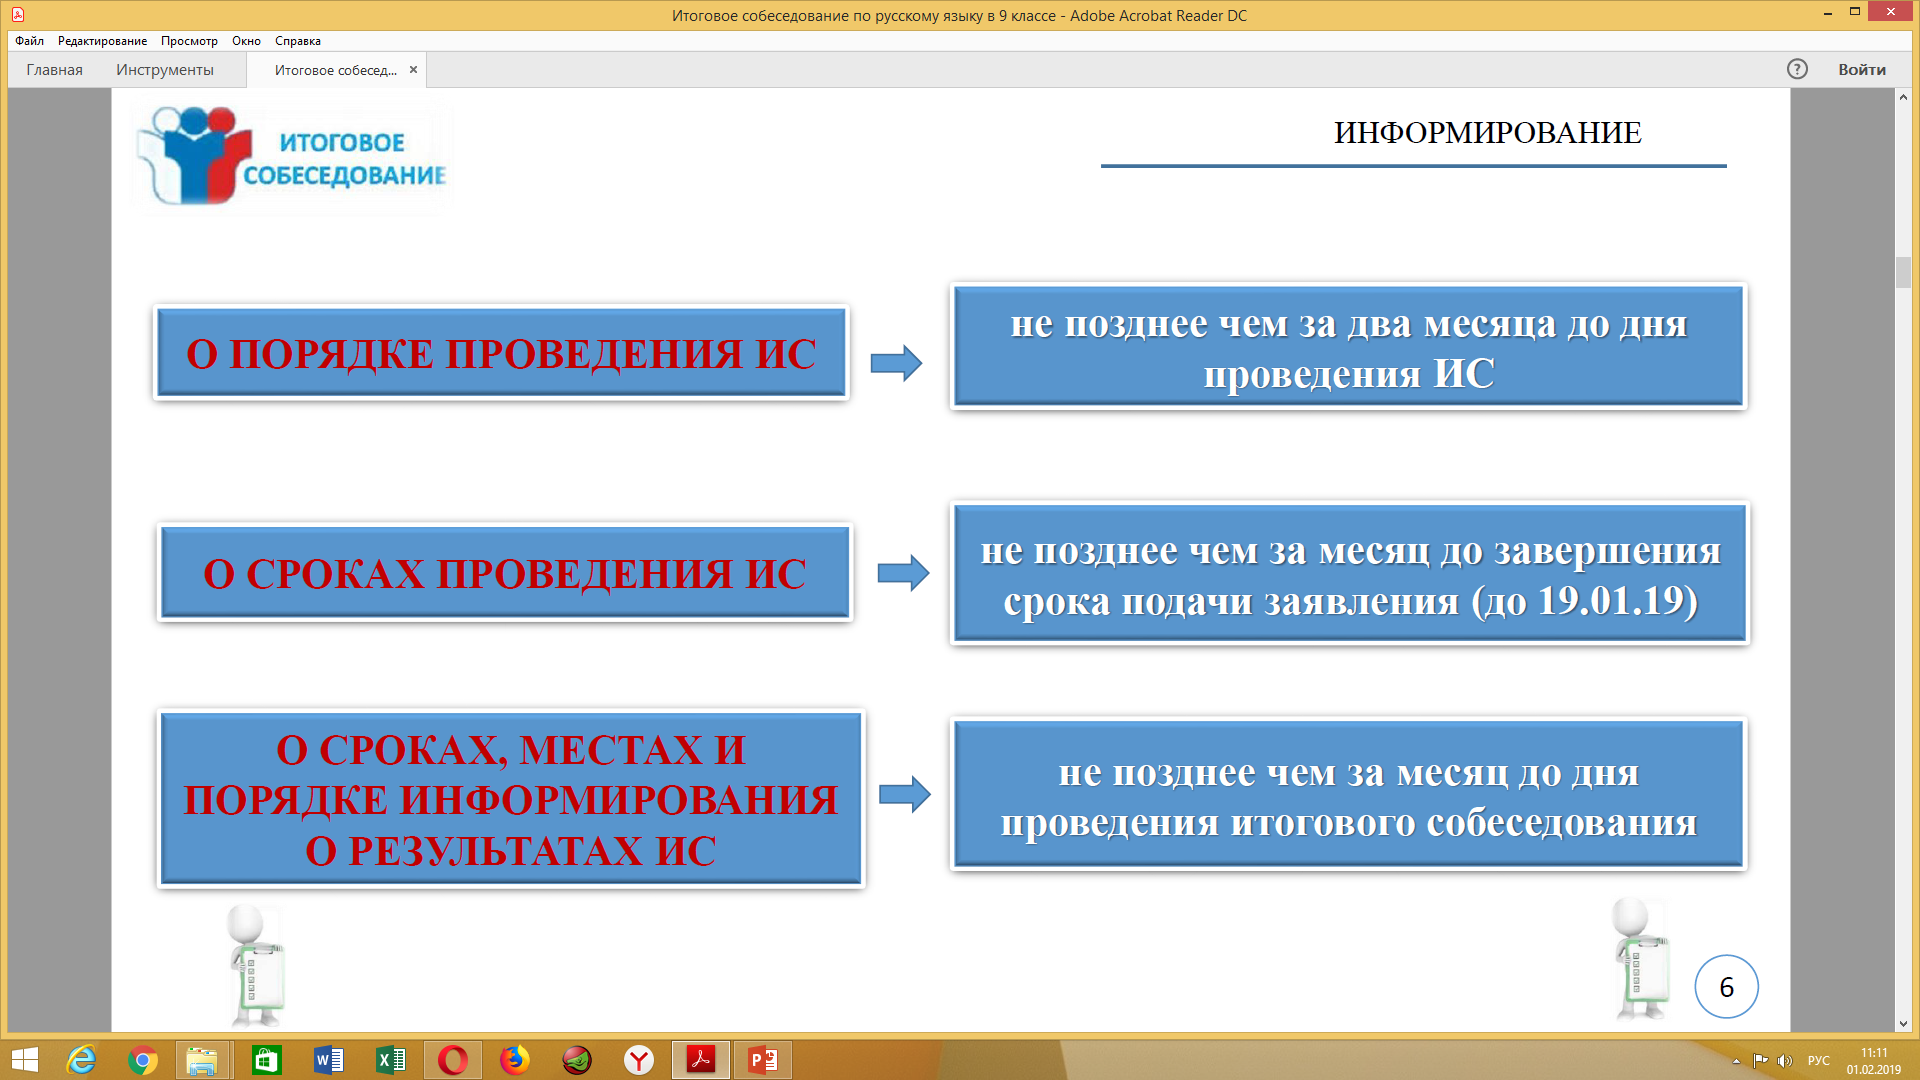 Итоговое собеседование по русскому языку в 9 классе - Adobe Acrobat Reader DC
Файл Редактирование Просмотр Окно Справка
Главная Инструменты Итоговое собесед... × ? Войти
ИТОГОВОЕ
СОБЕСЕДОВАНИЕ
ИНФОРМИРОВАНИЕ
О ПОРЯДКЕ ПРОВЕДЕНИЯ ИС
не позднее чем за два месяца до дня
проведения ИС
О СРОКАХ ПРОВЕДЕНИЯ ИС
не позднее чем за месяц до завершения
срока подачи заявления (до 19.01.19)
О СРОКАХ, МЕСТАХ И
ПОРЯДКЕ ИНФОРМИРОВАНИЯ
О РЕЗУЛЬТАТАХ ИС
не позднее чем за месяц до дня
проведения итогового собеседования
6
РУС
11:11
01.02.2019